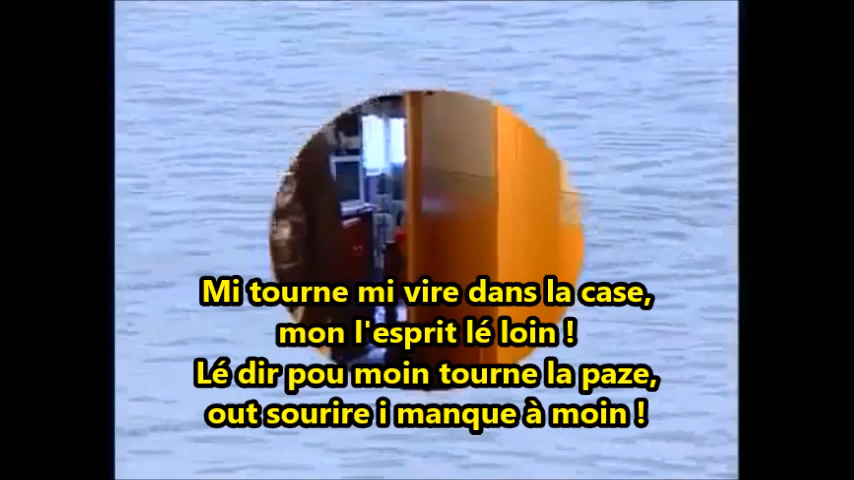 Mi tourne mi vire dans la case,
mon l'esprit lé loin !
Lé dir pou moin tourne la paze,
out sourire i manque à moin !